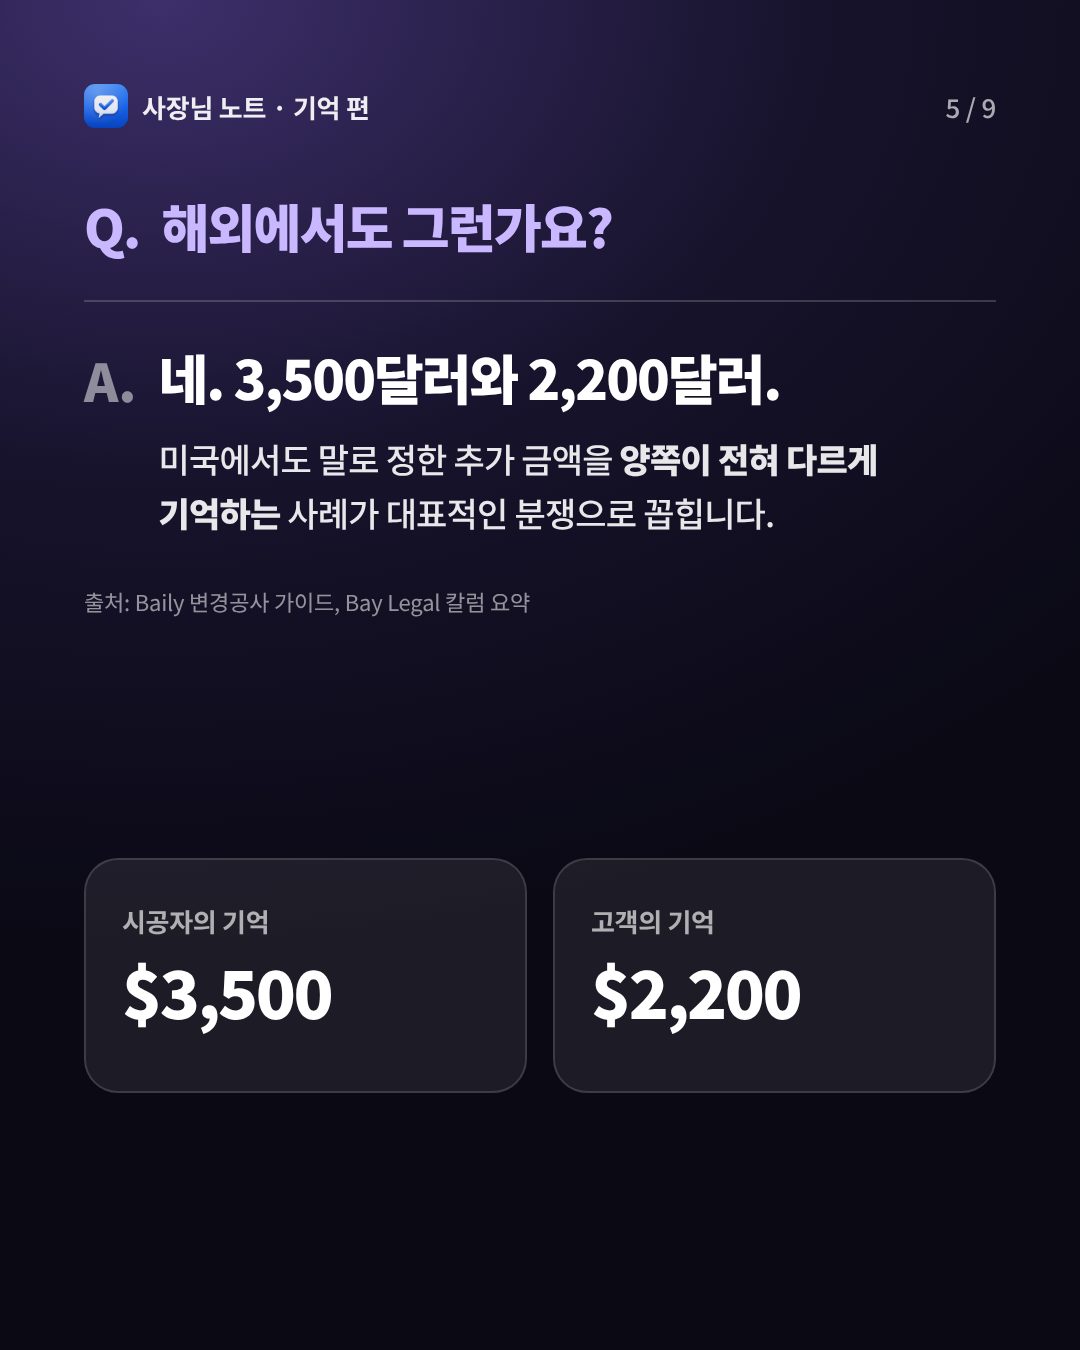 사장님 노트 · 기억 편
5 / 9
Q. 해외에서도 그런가요?
A. 네. 3,500달러와 2,200달러.
미국에서도 말로 정한 추가 금액을 양쪽이 전혀 다르게
기억하는 사례가 대표적인 분쟁으로 꼽힙니다.
출처: Baily 변경공사 가이드, Bay Legal 칼럼 요약
시공자의 기억
$3,500
고객의 기억
$2,200